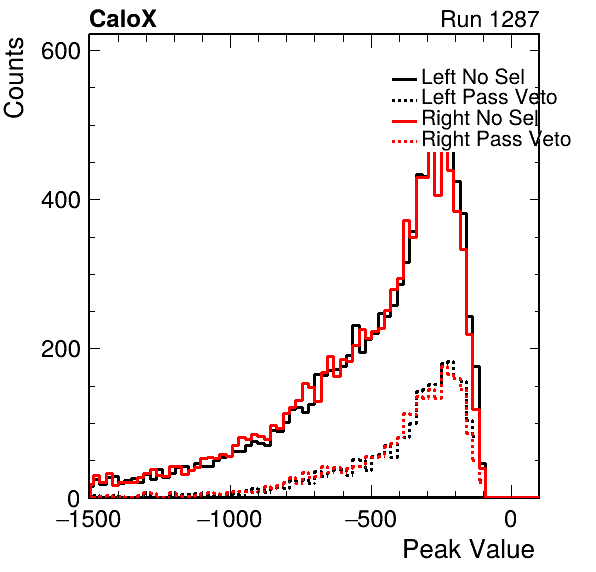 CaloX Run 1287
Counts
600
400
200
0
Left No Sel
Left Pass Veto
Right No Sel
Right Pass Veto
−1500 −1000 −500 0
Peak Value